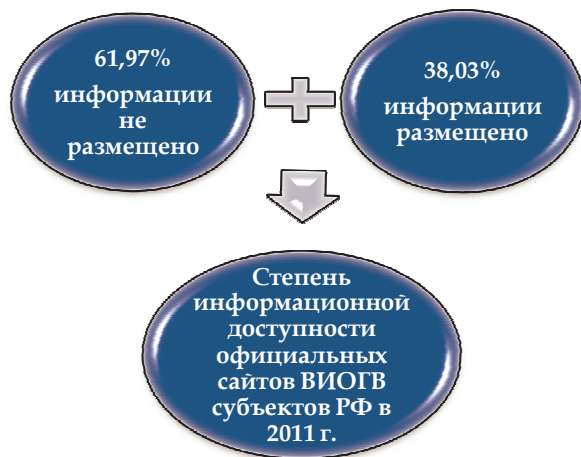 61,97%
информации
не
размещено
38,03%
информации
размещено
Степень
информационной
доступности
официальных
сайтов ВИОГВ
субъектов РФ в
2011 г.